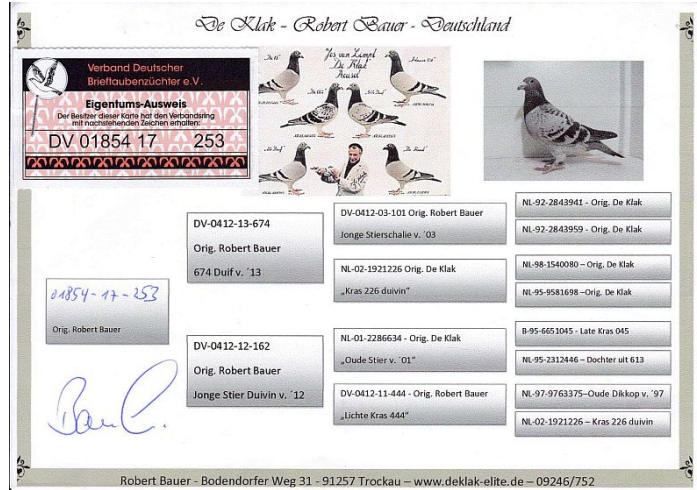 De Klak - Robert Bauer - Deutschland
Verband Deutscher
Brieftaubenzüchter e.V.
Eigentums-Ausweis
Der Besitzer dieser Karte hat den Verbandsring
mit nachstehenden Zeichen erhalten:
DV 01854 17 253
Jos van Limpt
De Klak
Reusel
01854-17-253
Orig. Robert Bauer
DV-0412-13-674
Orig. Robert Bauer
674 Duif v. ´13
DV-0412-12-162
Orig. Robert Bauer
Jonge Stier Duivin v. ´12
DV-0412-03-101 Orig. Robert Bauer
Jonge Stierschalie v. ´03
NL-02-1921226 Orig. De Klak
„Kras 226 duivin"
NL-01-2286634 - Orig. De Klak
„Oude Stier v. ´01"
DV-0412-11-444 - Orig. Robert Bauer
„Lichte Kras 444"
NL-92-2843941 - Orig. De Klak
NL-92-2843959 - Orig. De Klak
NL-98-1540080 – Orig. De Klak
NL-95-9581698 –Orig. De Klak
B-95-6651045 - Late Kras 045
NL-95-2312446 – Dochter uit 613
NL-97-9763375–Oude Dikkop v. ´97
NL-02-1921226 – Kras 226 duivin
Robert Bauer - Bodendorfer Weg 31 - 91257 Trockau – www.deklak-elite.de – 09246/752